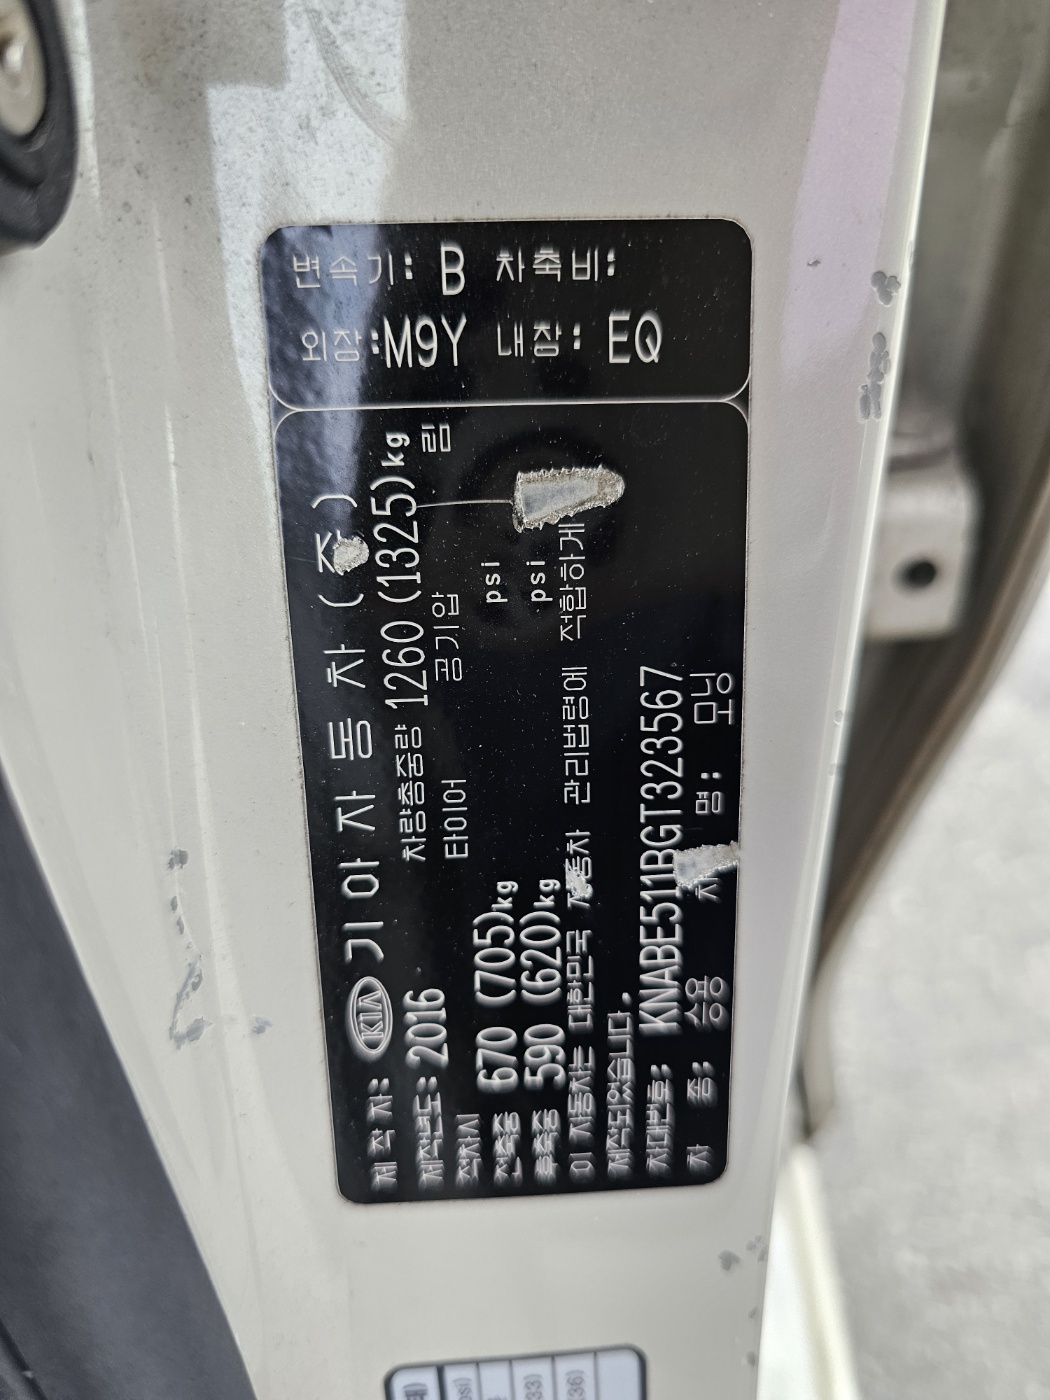 변속기: B 차축비:
외장:M9Y 내장: EQ
제 작 자: KIA 기아자동차(주)
제작년도: 2016 차량총중량 1260 (1325)kg
적차시 타이어 공기압 림
전축중 670 (705)kg psi
후축중 590 (620)kg psi
이 자동차는 대한민국 자동차 관리법령에 적합하게
제작되었습니다.
차대번호: KNABE511BGT323567
차 종: 승용 차 명: 모닝